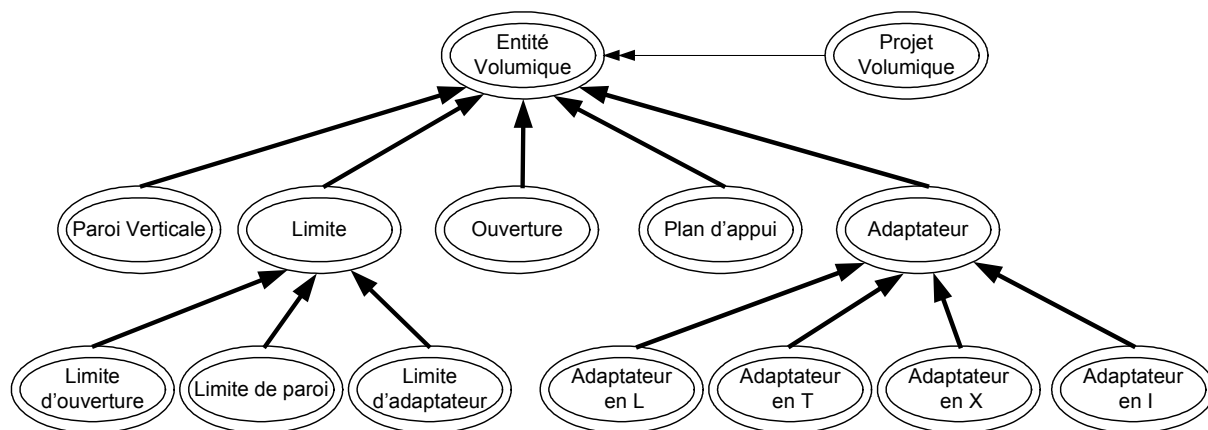 Entité
Volumique
Projet
Volumique
Paroi Verticale
Limite
Ouverture
Plan d'appui
Adaptateur
Limite
d'ouverture
Limite de paroi
Limite
d'adaptateur
Adaptateur
en L
Adaptateur
en T
Adaptateur
en X
Adaptateur
en I